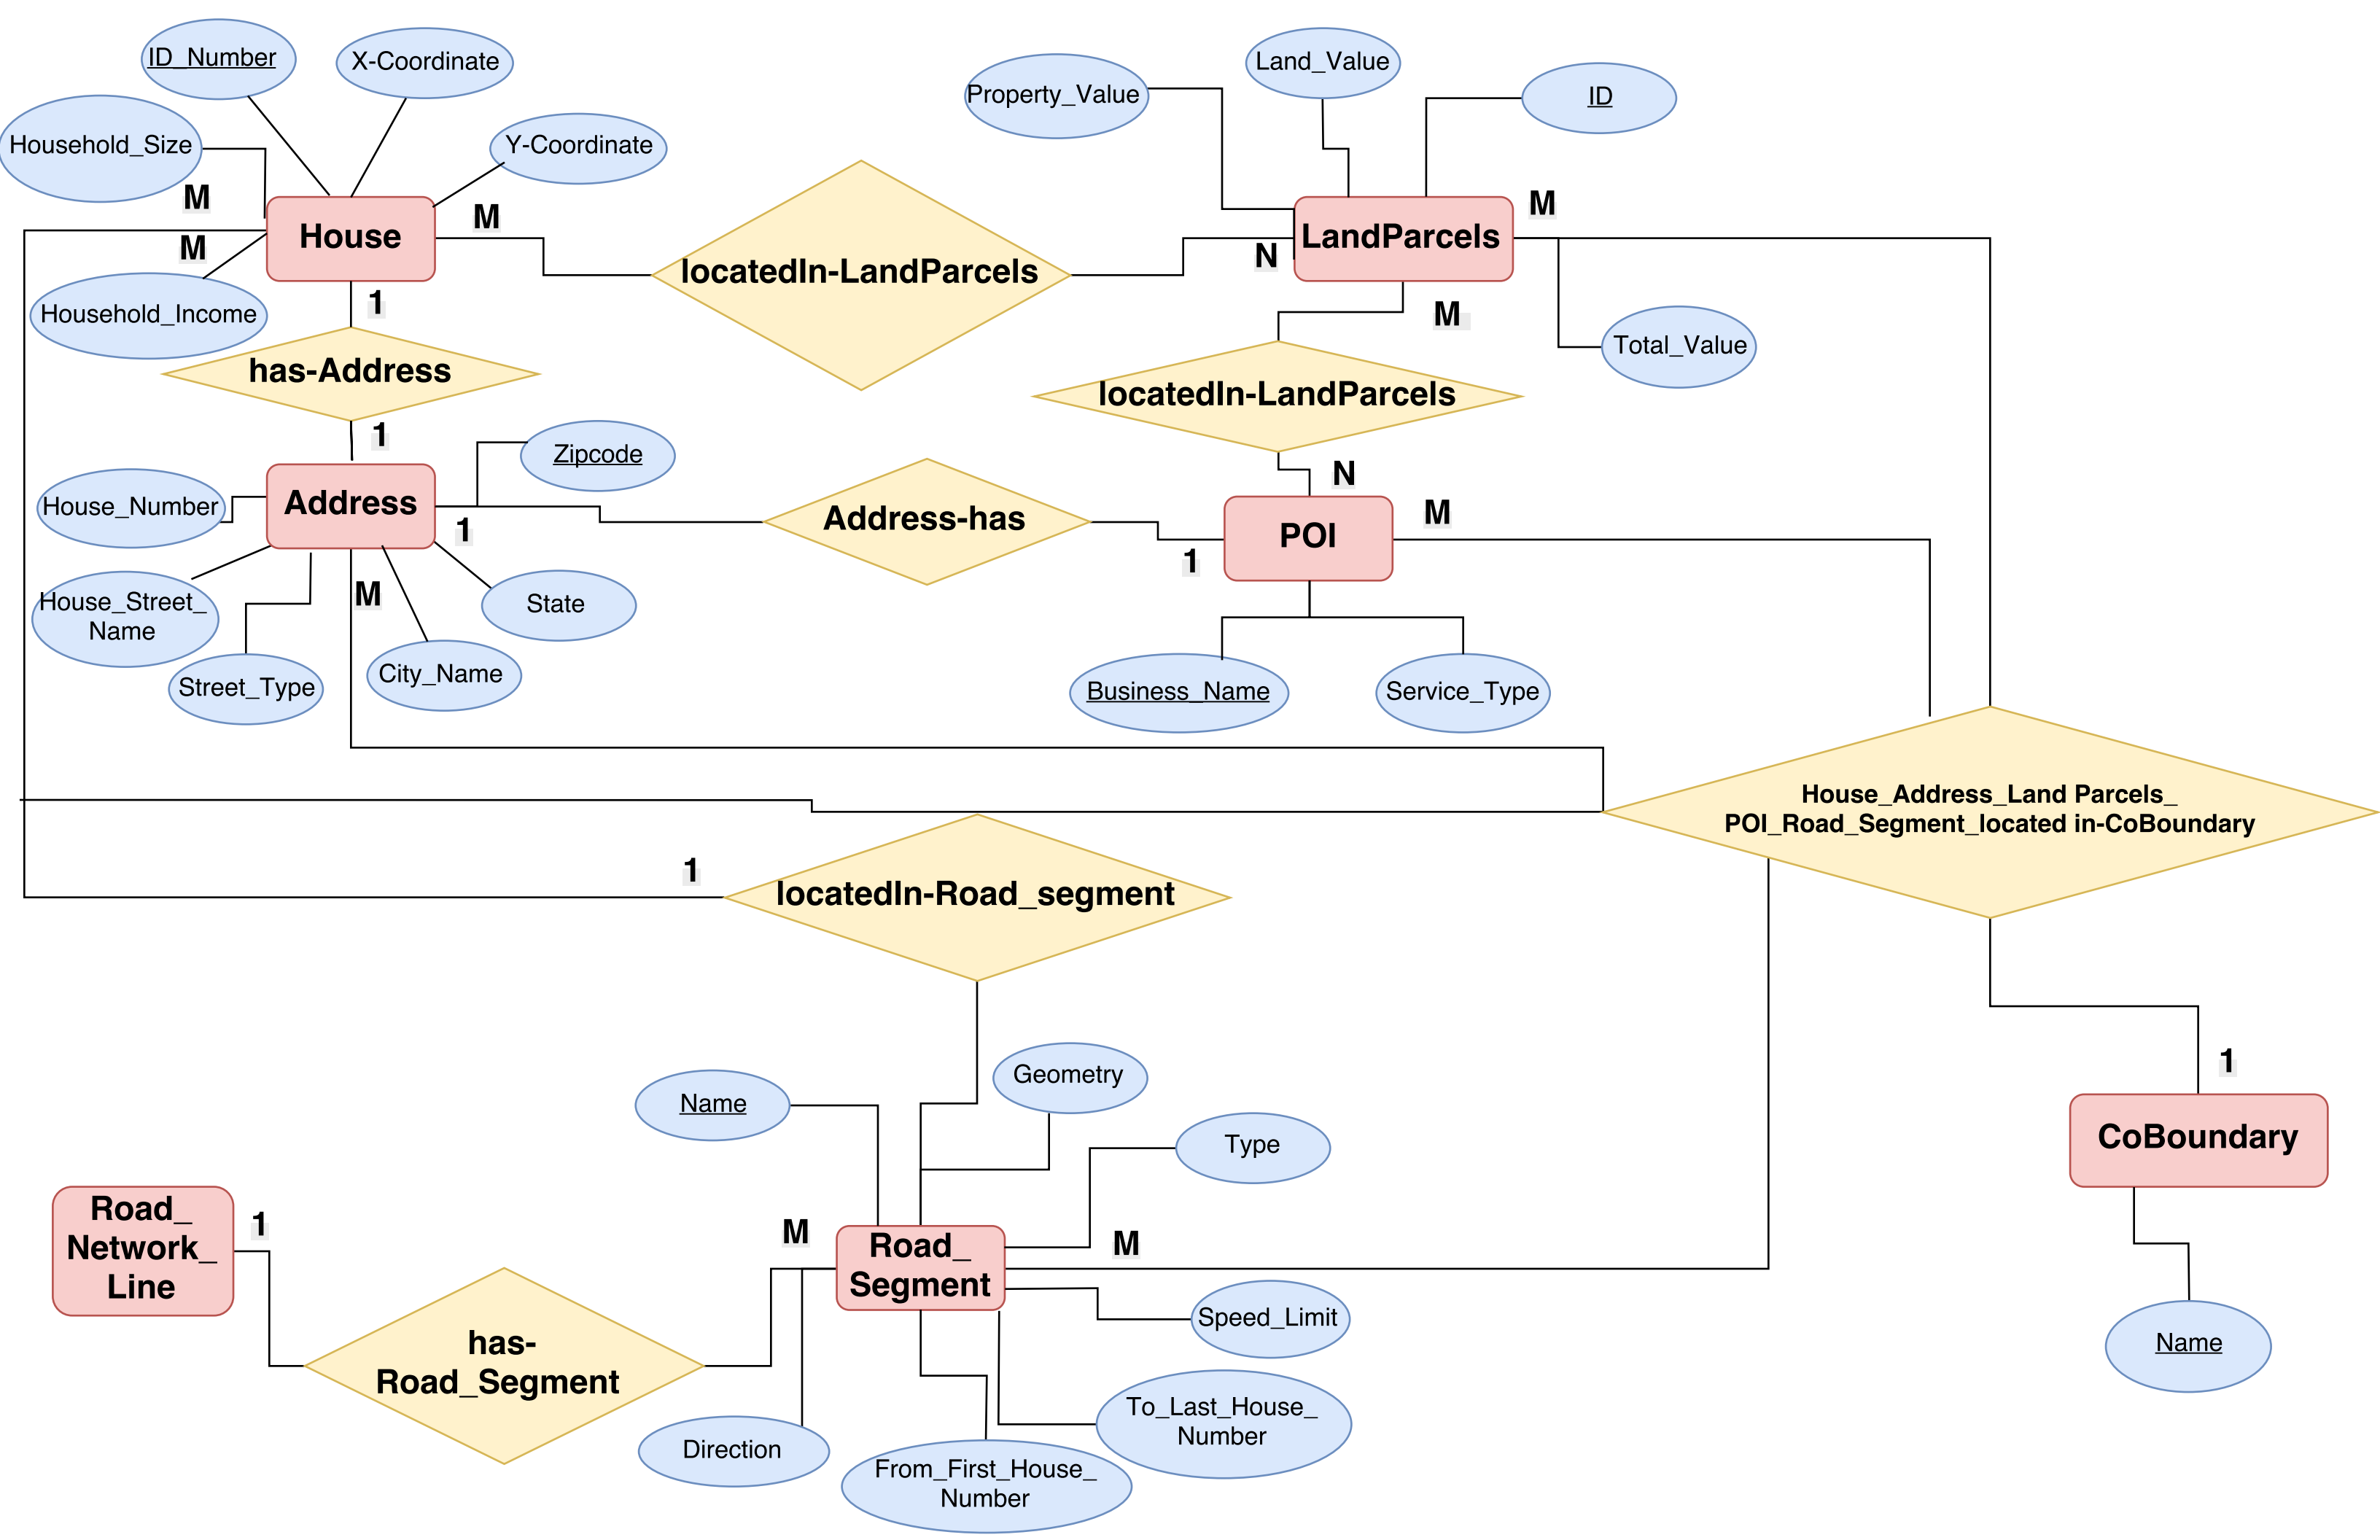 ID_Number
X-Coordinate
Household_Size
Y-Coordinate
M
M
House
M
Household_Income
1
has-Address
1
locatedIn-LandParcels
Property_Value
Land_Value
ID
M
N
LandParcels
M
Total_Value
locatedIn-LandParcels
N
Zipcode
House_Number
Address
1
House_Street_
Name
M
State
Street_Type
City_Name
Address-has
1
POI
M
Business_Name
Service_Type
House_Address_Land Parcels_
POI_Road_Segment_located in-CoBoundary
1
locatedIn-Road_segment
1
CoBoundary
Name
Name
Geometry
Type
Road_
Network_
Line
1
has-
Road_Segment
M
Road_
Segment
M
Speed_Limit
To_Last_House_
Number
Direction
From_First_House_
Number